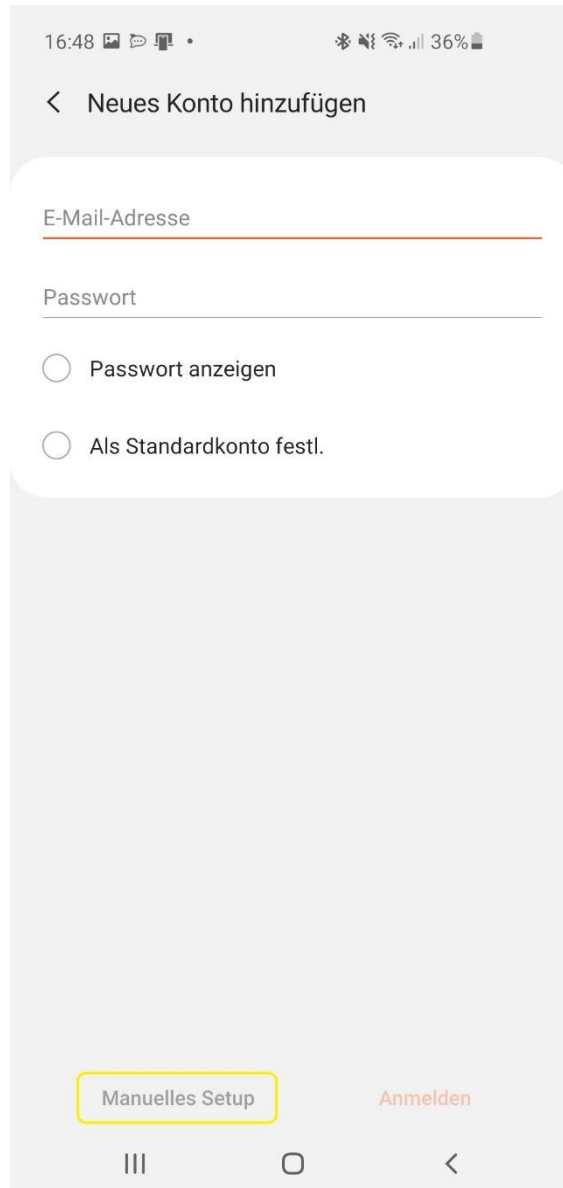 16:48 36%
Neues Konto hinzufügen
E-Mail-Adresse
Passwort
Passwort anzeigen
Als Standardkonto festl.
Manuelles Setup Anmelden